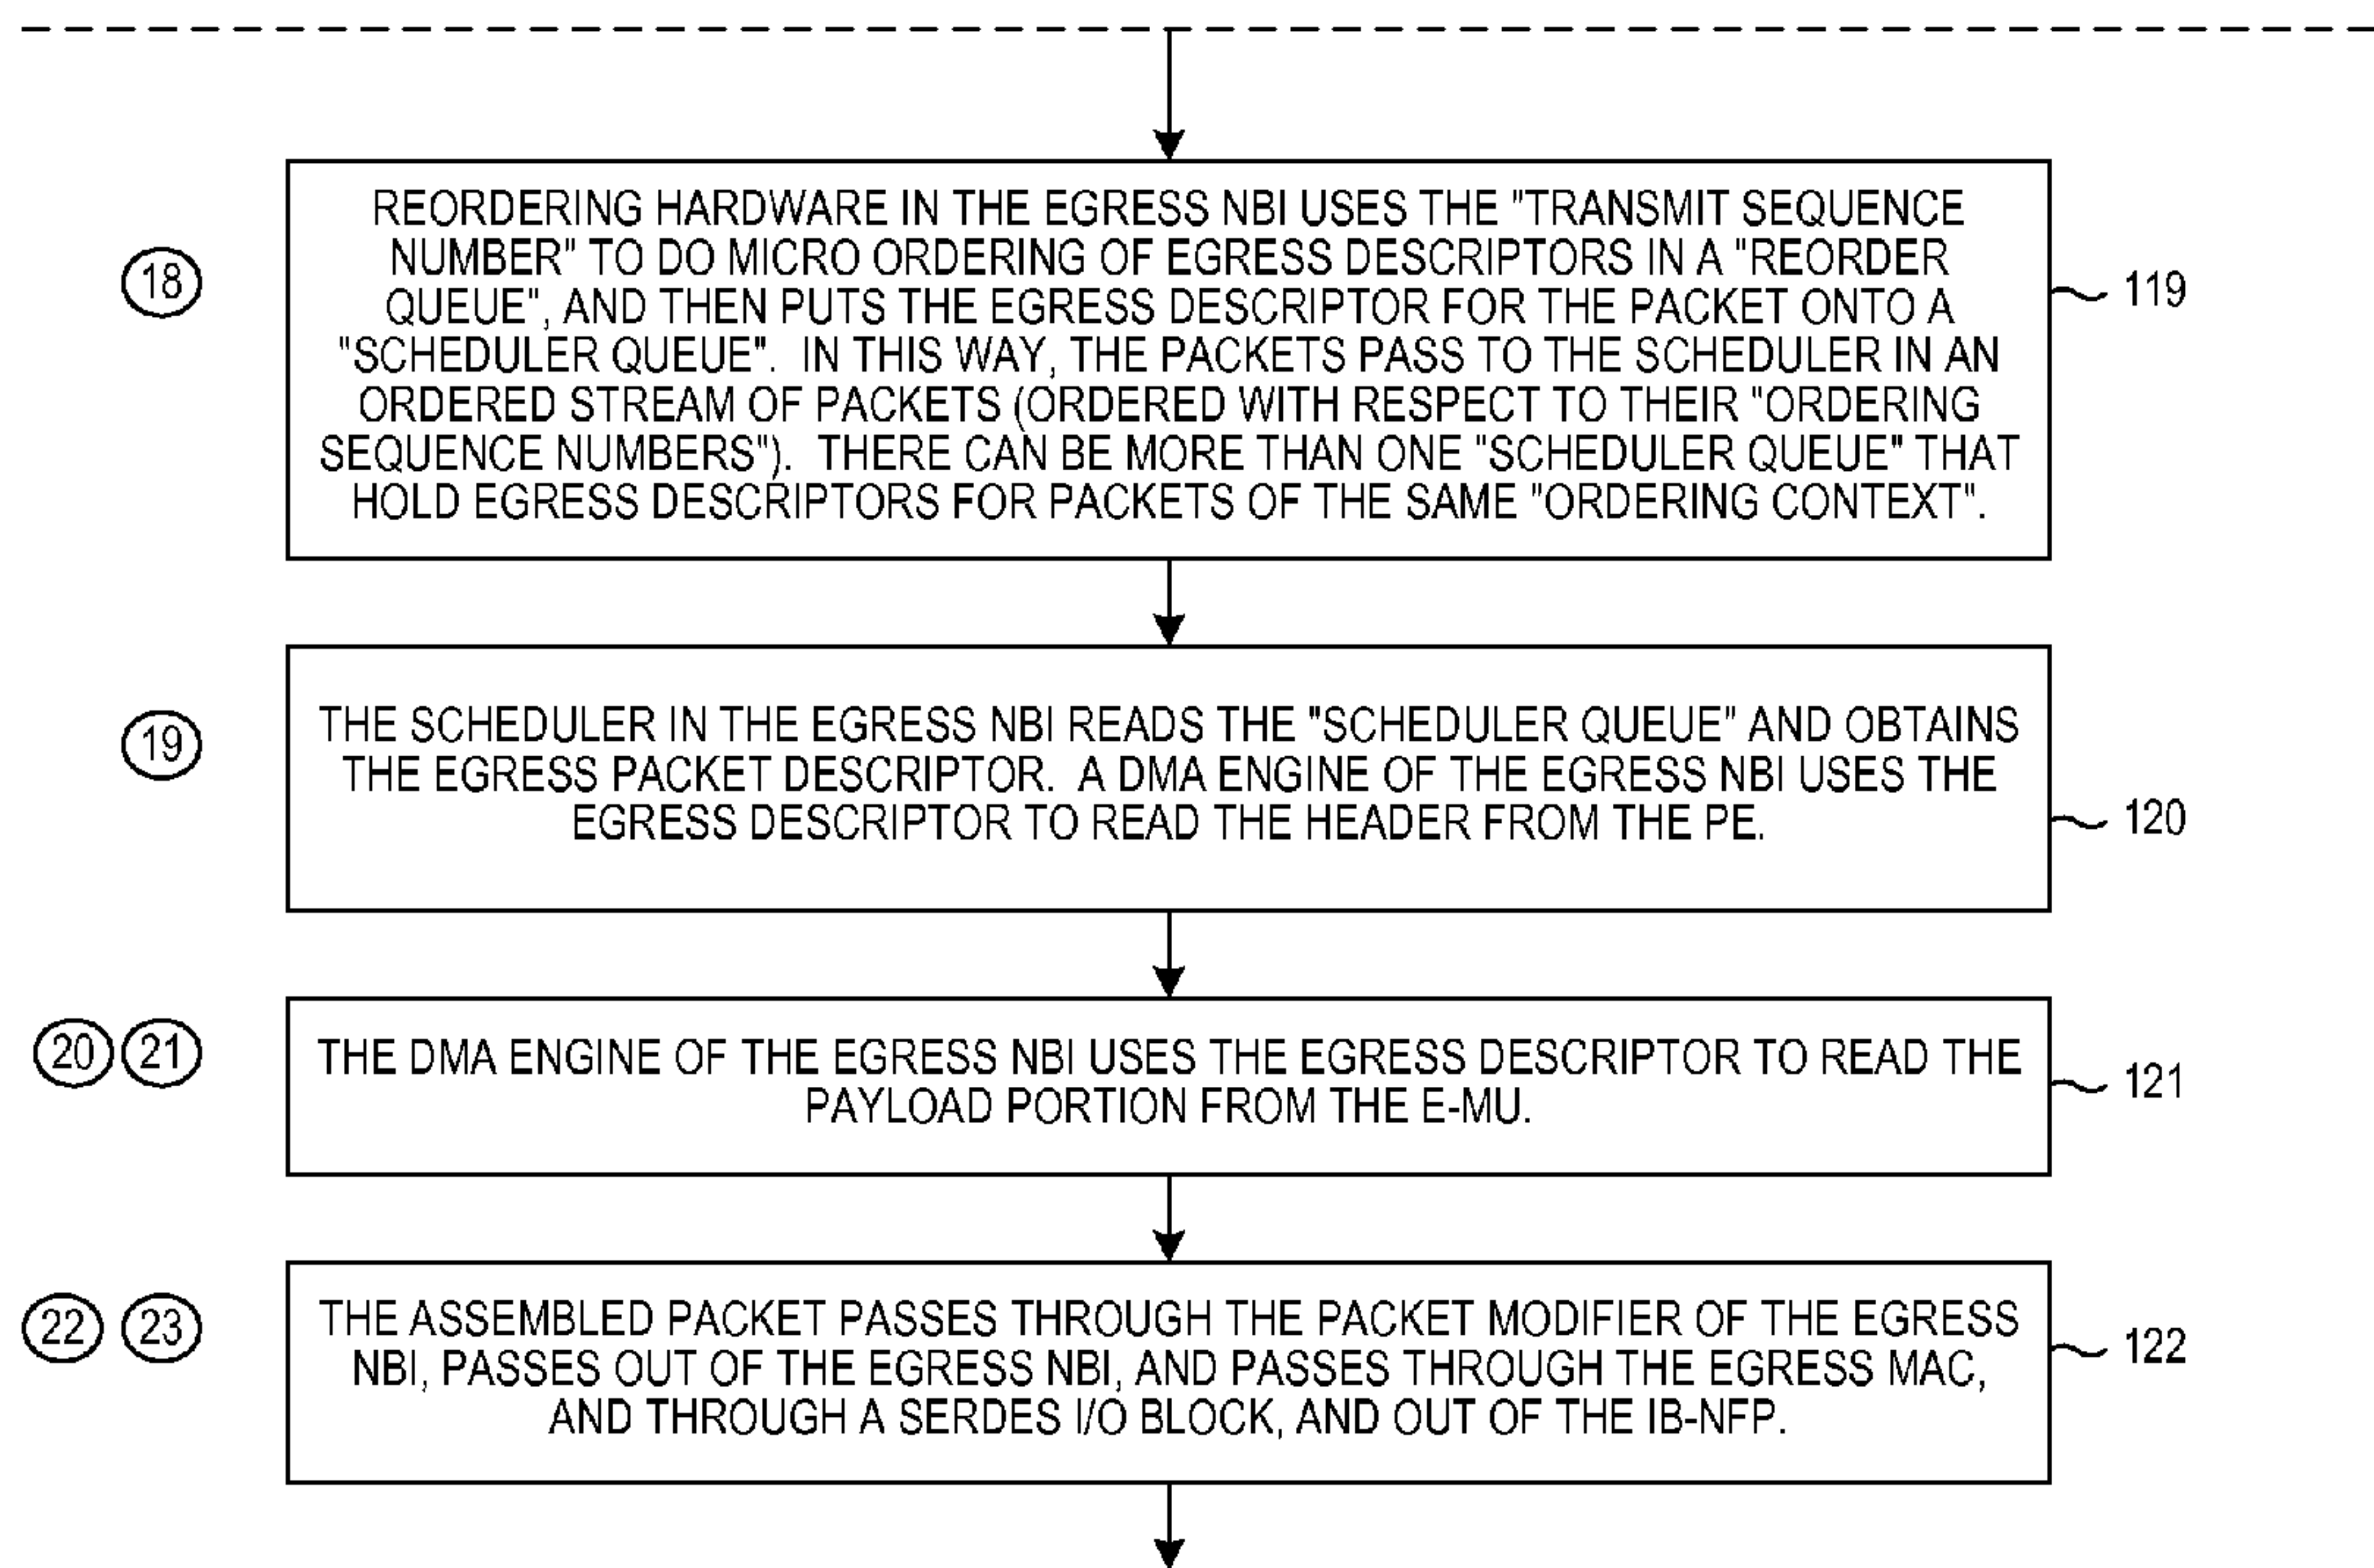 REORDERING HARDWARE IN THE EGRESS NBI USES THE "TRANSMIT SEQUENCE
NUMBER" TO DO MICRO ORDERING OF EGRESS DESCRIPTORS IN A "REORDER
18
QUEUE", AND THEN PUTS THE EGRESS DESCRIPTOR FOR THE PACKET ONTO A
119
"SCHEDULER QUEUE". IN THIS WAY, THE PACKETS PASS TO THE SCHEDULER IN AN
ORDERED STREAM OF PACKETS (ORDERED WITH RESPECT TO THEIR "ORDERING
SEQUENCE NUMBERS"). THERE CAN BE MORE THAN ONE "SCHEDULER QUEUE" THAT
HOLD EGRESS DESCRIPTORS FOR PACKETS OF THE SAME "ORDERING CONTEXT".
19
THE SCHEDULER IN THE EGRESS NBI READS THE "SCHEDULER QUEUE" AND OBTAINS
THE EGRESS PACKET DESCRIPTOR. A DMA ENGINE OF THE EGRESS NBI USES THE
EGRESS DESCRIPTOR TO READ THE HEADER FROM THE PE.
120
20 21
THE DMA ENGINE OF THE EGRESS NBI USES THE EGRESS DESCRIPTOR TO READ THE
PAYLOAD PORTION FROM THE E-MU.
121
22 23
THE ASSEMBLED PACKET PASSES THROUGH THE PACKET MODIFIER OF THE EGRESS
NBI, PASSES OUT OF THE EGRESS NBI, AND PASSES THROUGH THE EGRESS MAC,
AND THROUGH A SERDES I/O BLOCK, AND OUT OF THE IB-NFP.
122